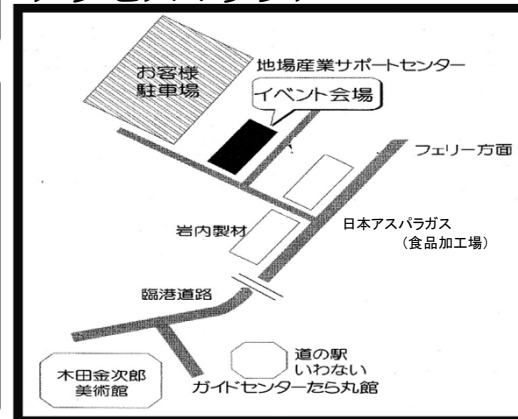 お客様
駐車場
地場産業サポートセンター
イベント会場
フェリー方面
日本アスパラガス
（食品加工場）
岩内製材
臨港道路
道の駅
いわない
木田金次郎
美術館
ガイドセンターたら丸館